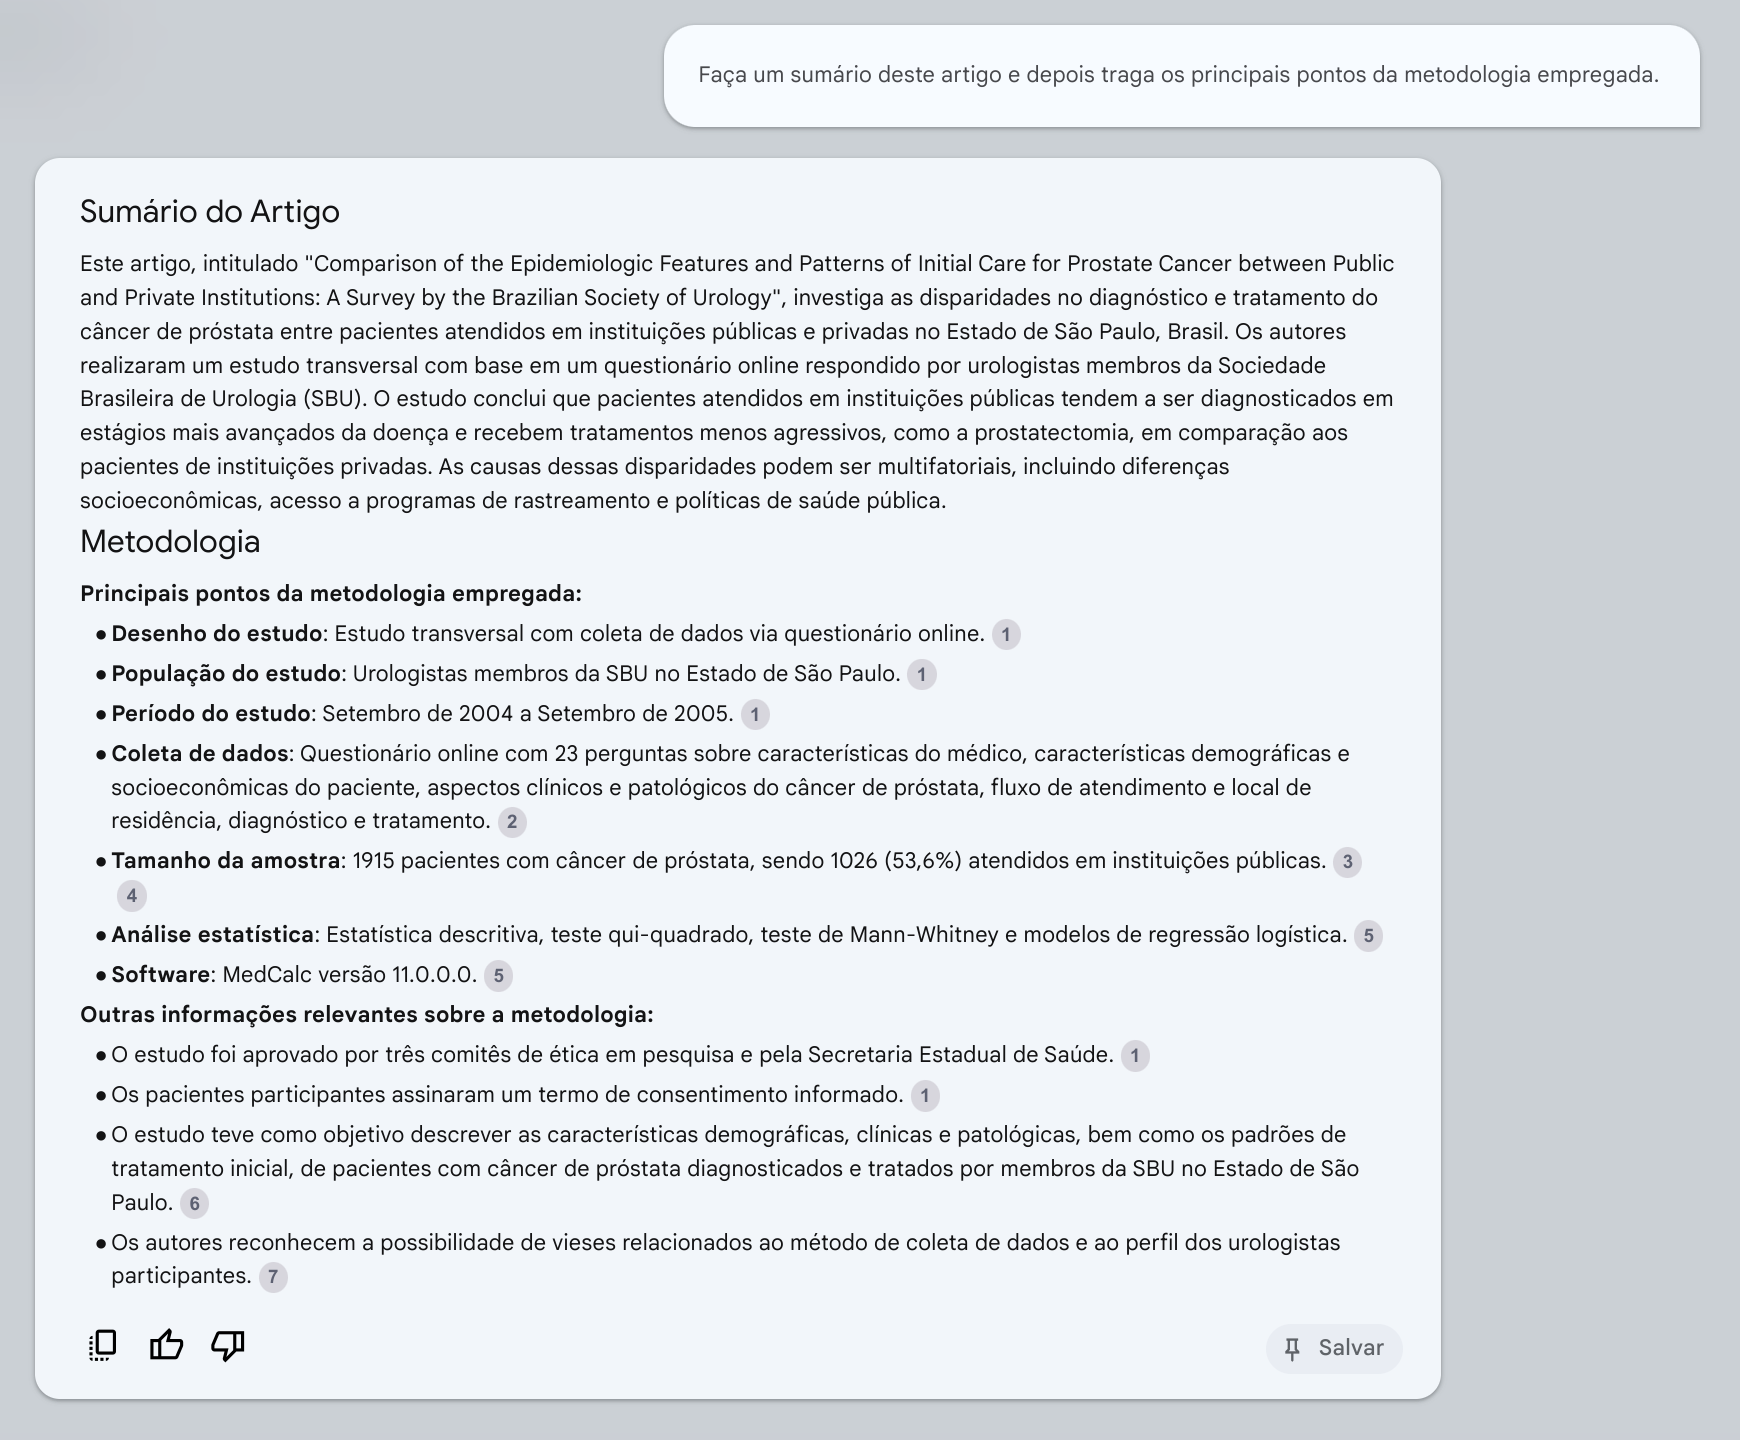 Faça um sumário deste artigo e depois traga os principais pontos da metodologia empregada.
Sumário do Artigo
Este artigo, intitulado "Comparison of the Epidemiologic Features and Patterns of Initial Care for Prostate Cancer between Public
and Private Institutions: A Survey by the Brazilian Society of Urology", investiga as disparidades no diagnóstico e tratamento do
câncer de próstata entre pacientes atendidos em instituições públicas e privadas no Estado de São Paulo, Brasil. Os autores
realizaram um estudo transversal com base em um questionário online respondido por urologistas membros da Sociedade
Brasileira de Urologia (SBU). O estudo conclui que pacientes atendidos em instituições públicas tendem a ser diagnosticados em
estágios mais avançados da doença e recebem tratamentos menos agressivos, como a prostatectomia, em comparação aos
pacientes de instituições privadas. As causas dessas disparidades podem ser multifatoriais, incluindo diferenças
socioeconômicas, acesso a programas de rastreamento e políticas de saúde pública.
Metodologia
Principais pontos da metodologia empregada:
● Desenho do estudo: Estudo transversal com coleta de dados via questionário online. 1
● População do estudo: Urologistas membros da SBU no Estado de São Paulo. 1
● Período do estudo: Setembro de 2004 a Setembro de 2005. 1
● Coleta de dados: Questionário online com 23 perguntas sobre características do médico, características demográficas e
socioeconômicas do paciente, aspectos clínicos e patológicos do câncer de próstata, fluxo de atendimento e local de
residência, diagnóstico e tratamento. 2
● Tamanho da amostra: 1915 pacientes com câncer de próstata, sendo 1026 (53,6%) atendidos em instituições públicas. 3
4
● Análise estatística: Estatística descritiva, teste qui-quadrado, teste de Mann-Whitney e modelos de regressão logística. 5
● Software: MedCalc versão 11.0.0.0. 5
Outras informações relevantes sobre a metodologia:
● O estudo foi aprovado por três comitês de ética em pesquisa e pela Secretaria Estadual de Saúde. 1
● Os pacientes participantes assinaram um termo de consentimento informado. 1
● O estudo teve como objetivo descrever as características demográficas, clínicas e patológicas, bem como os padrões de
tratamento inicial, de pacientes com câncer de próstata diagnosticados e tratados por membros da SBU no Estado de São
Paulo. 6
● Os autores reconhecem a possibilidade de vieses relacionados ao método de coleta de dados e ao perfil dos urologistas
participantes. 7
Salvar